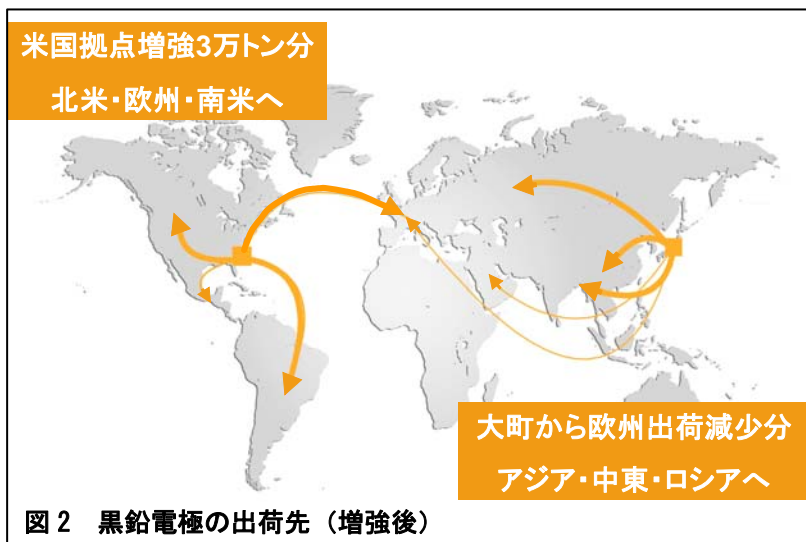 米国拠点増強3万トン分
北米・欧州・南米へ
大町から欧州出荷減少分
アジア・中東・ロシアへ
図2 黒鉛電極の出荷先（増強後）